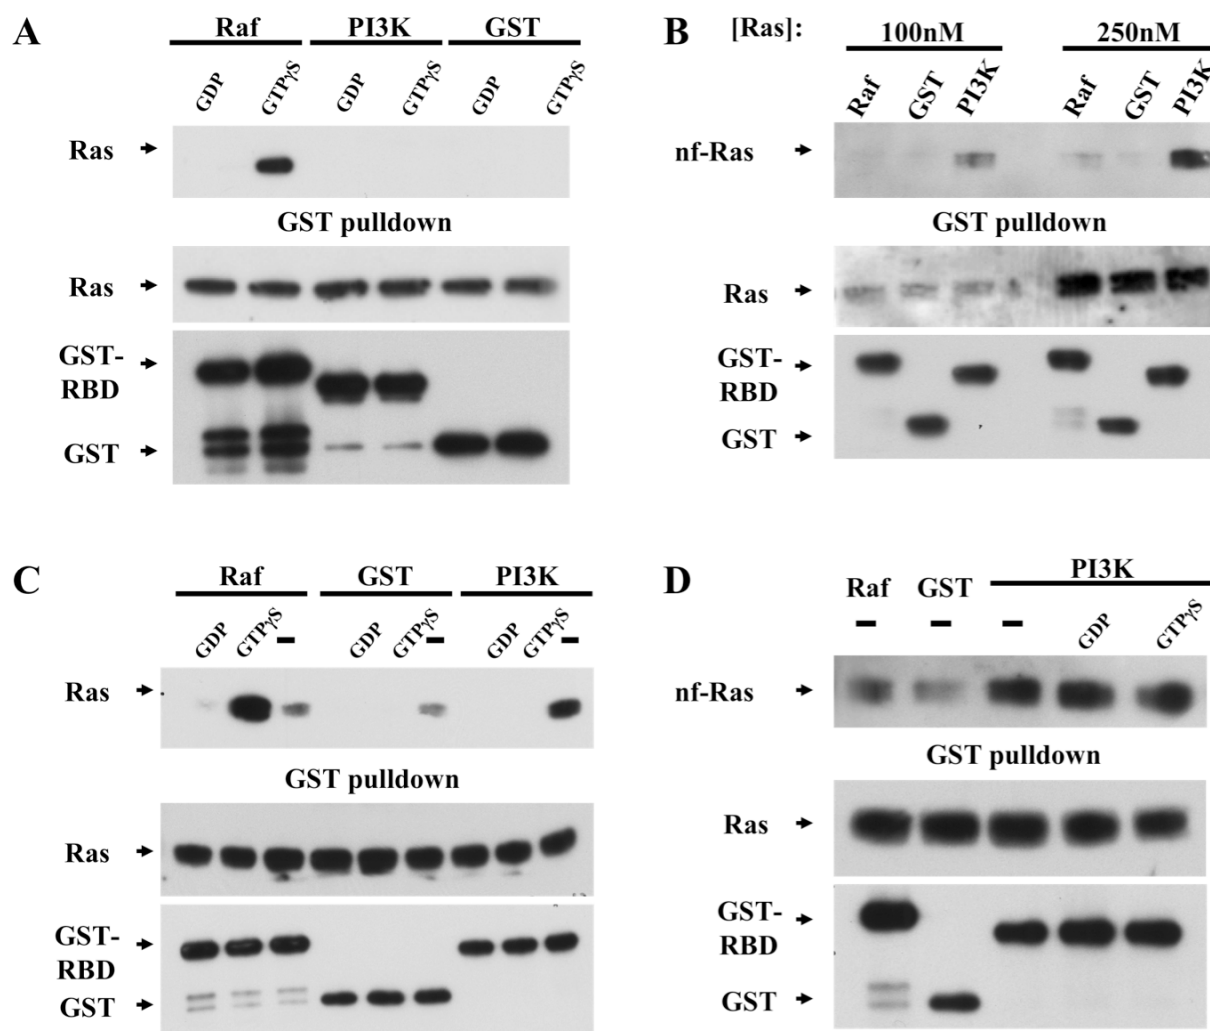 A
Raf PI3K GST
GDP GTPγS GDP GTPγS GDP GTPγS
Ras
GST pulldown
Ras
GST-
RBD
GST
B
[Ras]: 100nM 250nM
Raf GST PI3K Raf GST PI3K
nf-Ras
GST pulldown
Ras
GST-
RBD
GST
C
Raf GST PI3K
GDP GTPγS – GDP GTPγS – GDP GTPγS –
Ras
GST pulldown
Ras
GST-
RBD
GST
D
Raf GST PI3K
– – – GDP GTPγS
nf-Ras
GST pulldown
Ras
GST-
RBD
GST